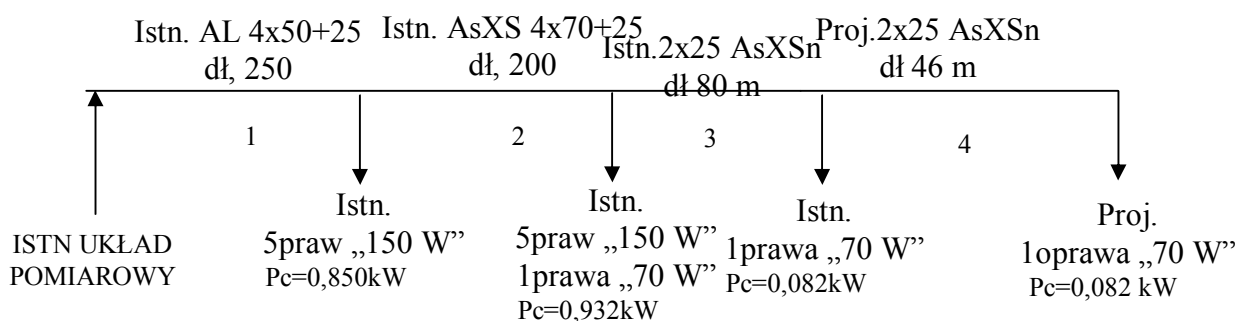 Istn. AL 4x50+25
dł, 250
Istn. AsXS 4x70+25
dł, 200
Istn.2x25 AsXSn
dł 80 m
Proj.2x25 AsXSn
dł 46 m
1
2
3
4
ISTN UKŁAD
POMIAROWY
Istn.
5praw „150 W”
Pc=0,850kW
Istn.
5praw „150 W”
1prawa „70 W”
Pc=0,932kW
Istn.
1prawa „70 W”
Pc=0,082kW
Proj.
1oprawa „70 W”
Pc=0,082 kW